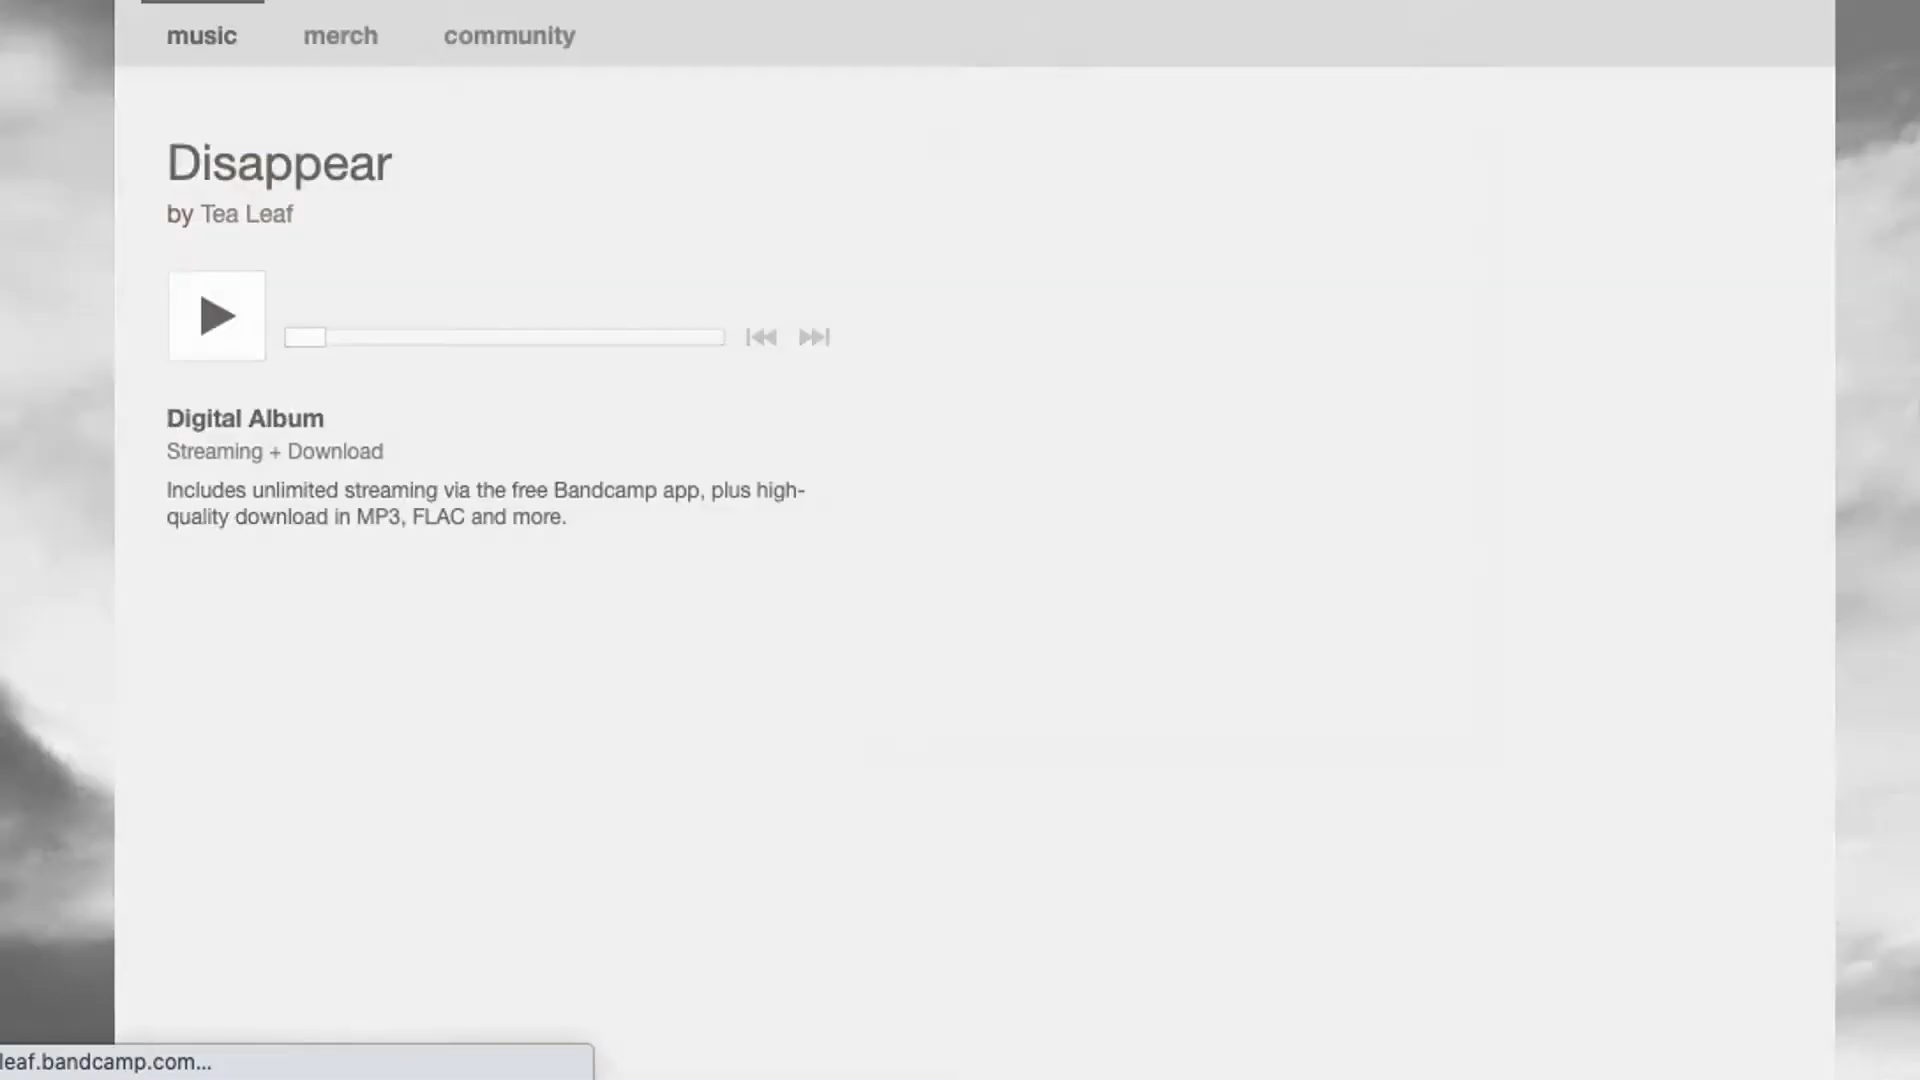 music merch community
Disappear
by Tea Leaf
Digital Album
Streaming + Download
Includes unlimited streaming via the free Bandcamp app, plus high-
quality download in MP3, FLAC and more.
leaf.bandcamp.com...